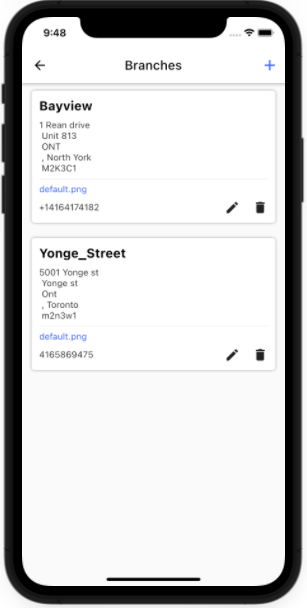 9:48
Branches
Bayview
1 Rean drive
Unit 813
ONT
, North York
M2K3C1
default.png
+14164174182
Yonge_Street
5001 Yonge st
Yonge st
Ont
, Toronto
m2n3w1
default.png
4165869475